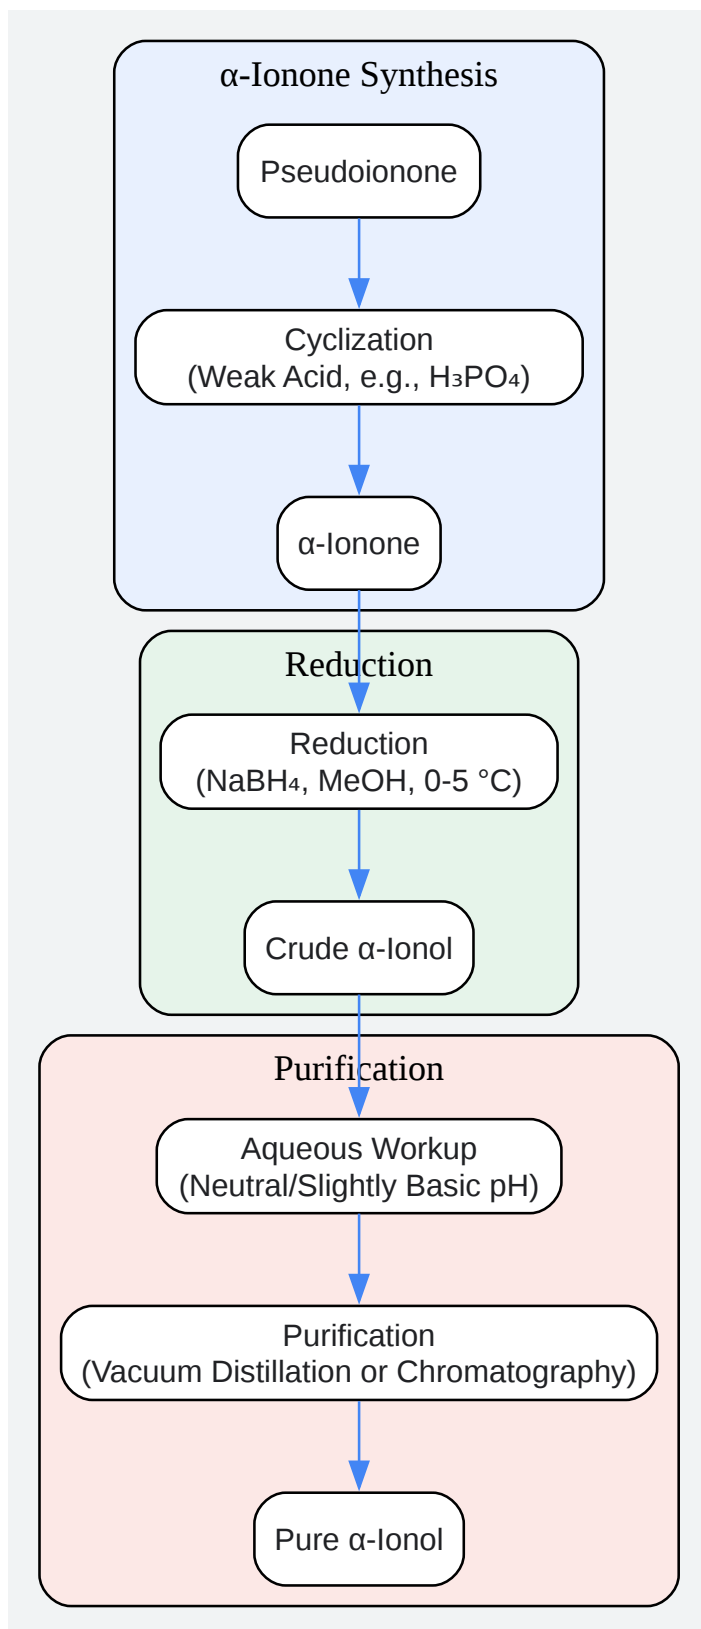 α-Ionone Synthesis
Pseudoionone
Cyclization
(Weak Acid, e.g., H₃PO₄)
α-Ionone
Reduction
Reduction
(NaBH₄, MeOH, 0-5 °C)
Crude α-Ionol
Purification
Aqueous Workup
(Neutral/Slightly Basic pH)
Purification
(Vacuum Distillation or Chromatography)
Pure α-Ionol